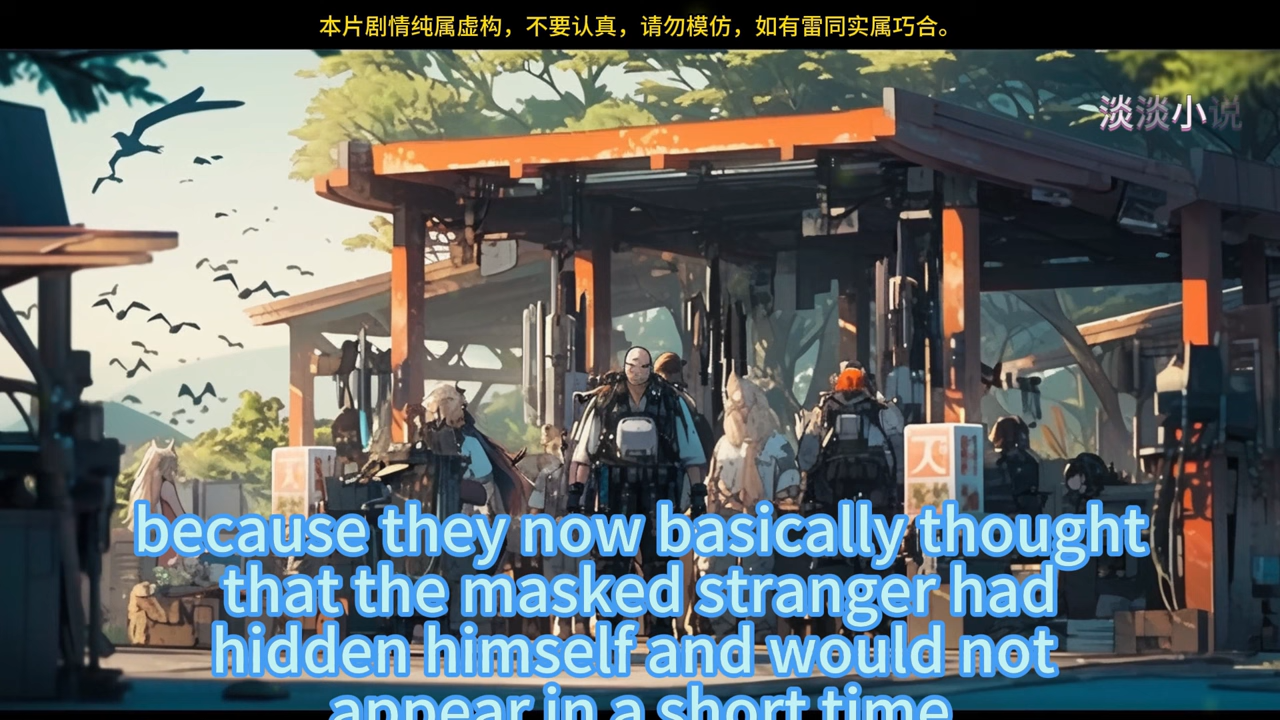 本片剧情纯属虚构，不要认真，请勿模仿，如有雷同实属巧合。
淡淡小说
because they now basically thought
that the masked stranger had
hidden himself and would not
appear in a short time